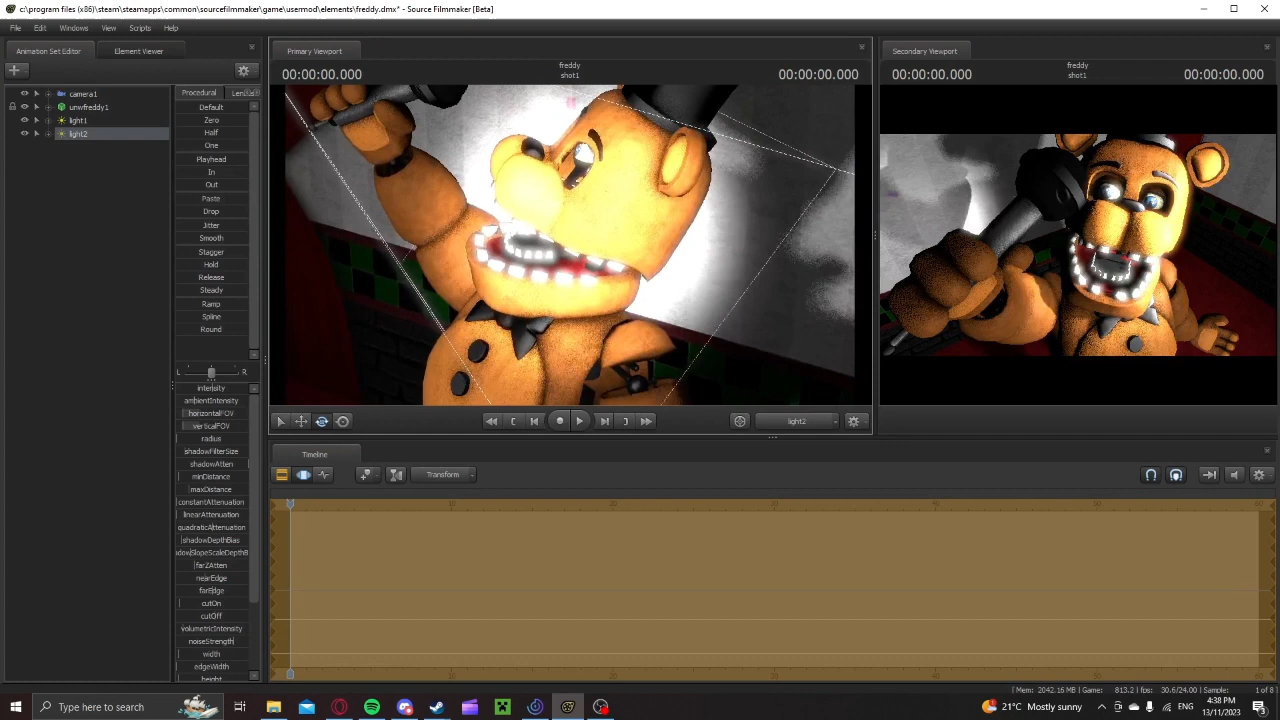 c:\program files (x86)\steam\steamapps\common\sourcefilmmaker\game\usermod\elements\freddy.dmx* - Source Filmmaker [Beta]
File Edit Windows View Scripts Help
Animation Set Editor Element Viewer
Primary Viewport
Secondary Viewport
00:00:00.000 freddy shot1 00:00:00.000
00:00:00.000 freddy shot1 00:00:00.000
camera1
unwfreddy1
light1
light2
Procedural
Default
Zero
Half
One
Playhead
In
Out
Paste
Drop
Jitter
Smooth
Stagger
Hold
Release
Steady
Ramp
Spline
Round
L R
intensity
ambientIntensity
horizontalFOV
verticalFOV
radius
shadowFilterSize
shadowAtten
minDistance
maxDistance
constantAttenuation
linearAttenuation
quadraticAttenuation
shadowDepthBias
adowSlopeScaleDepthB
farZAtten
nearEdge
farEdge
cutOn
cutOff
volumetricIntensity
noiseStrength
width
edgeWidth
height
light2
Timeline
Transform
Mem: 2042.16 MB | Game: 813.2 | fps: 30.6/24.00 | Sample: 1 of 8
Type here to search
21°C Mostly sunny
ENG
4:38 PM
13/11/2023